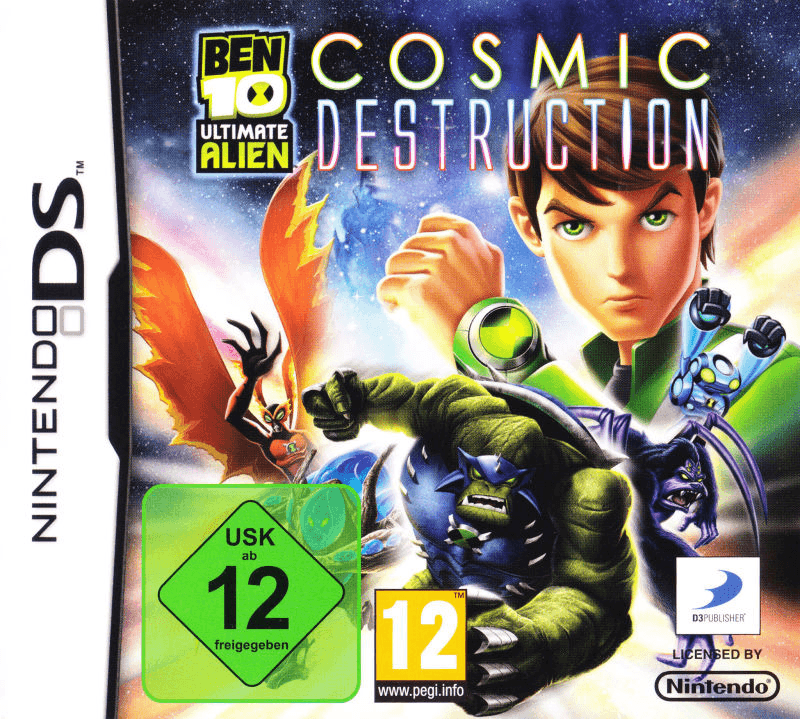 BEN
10
ULTIMATE
ALIEN
COSMIC
DESTRUCTION
NINTENDO DS™
USK
ab
12
freigegeben
12™
www.pegi.info
D3PUBLISHER®
LICENSED BY
Nintendo®